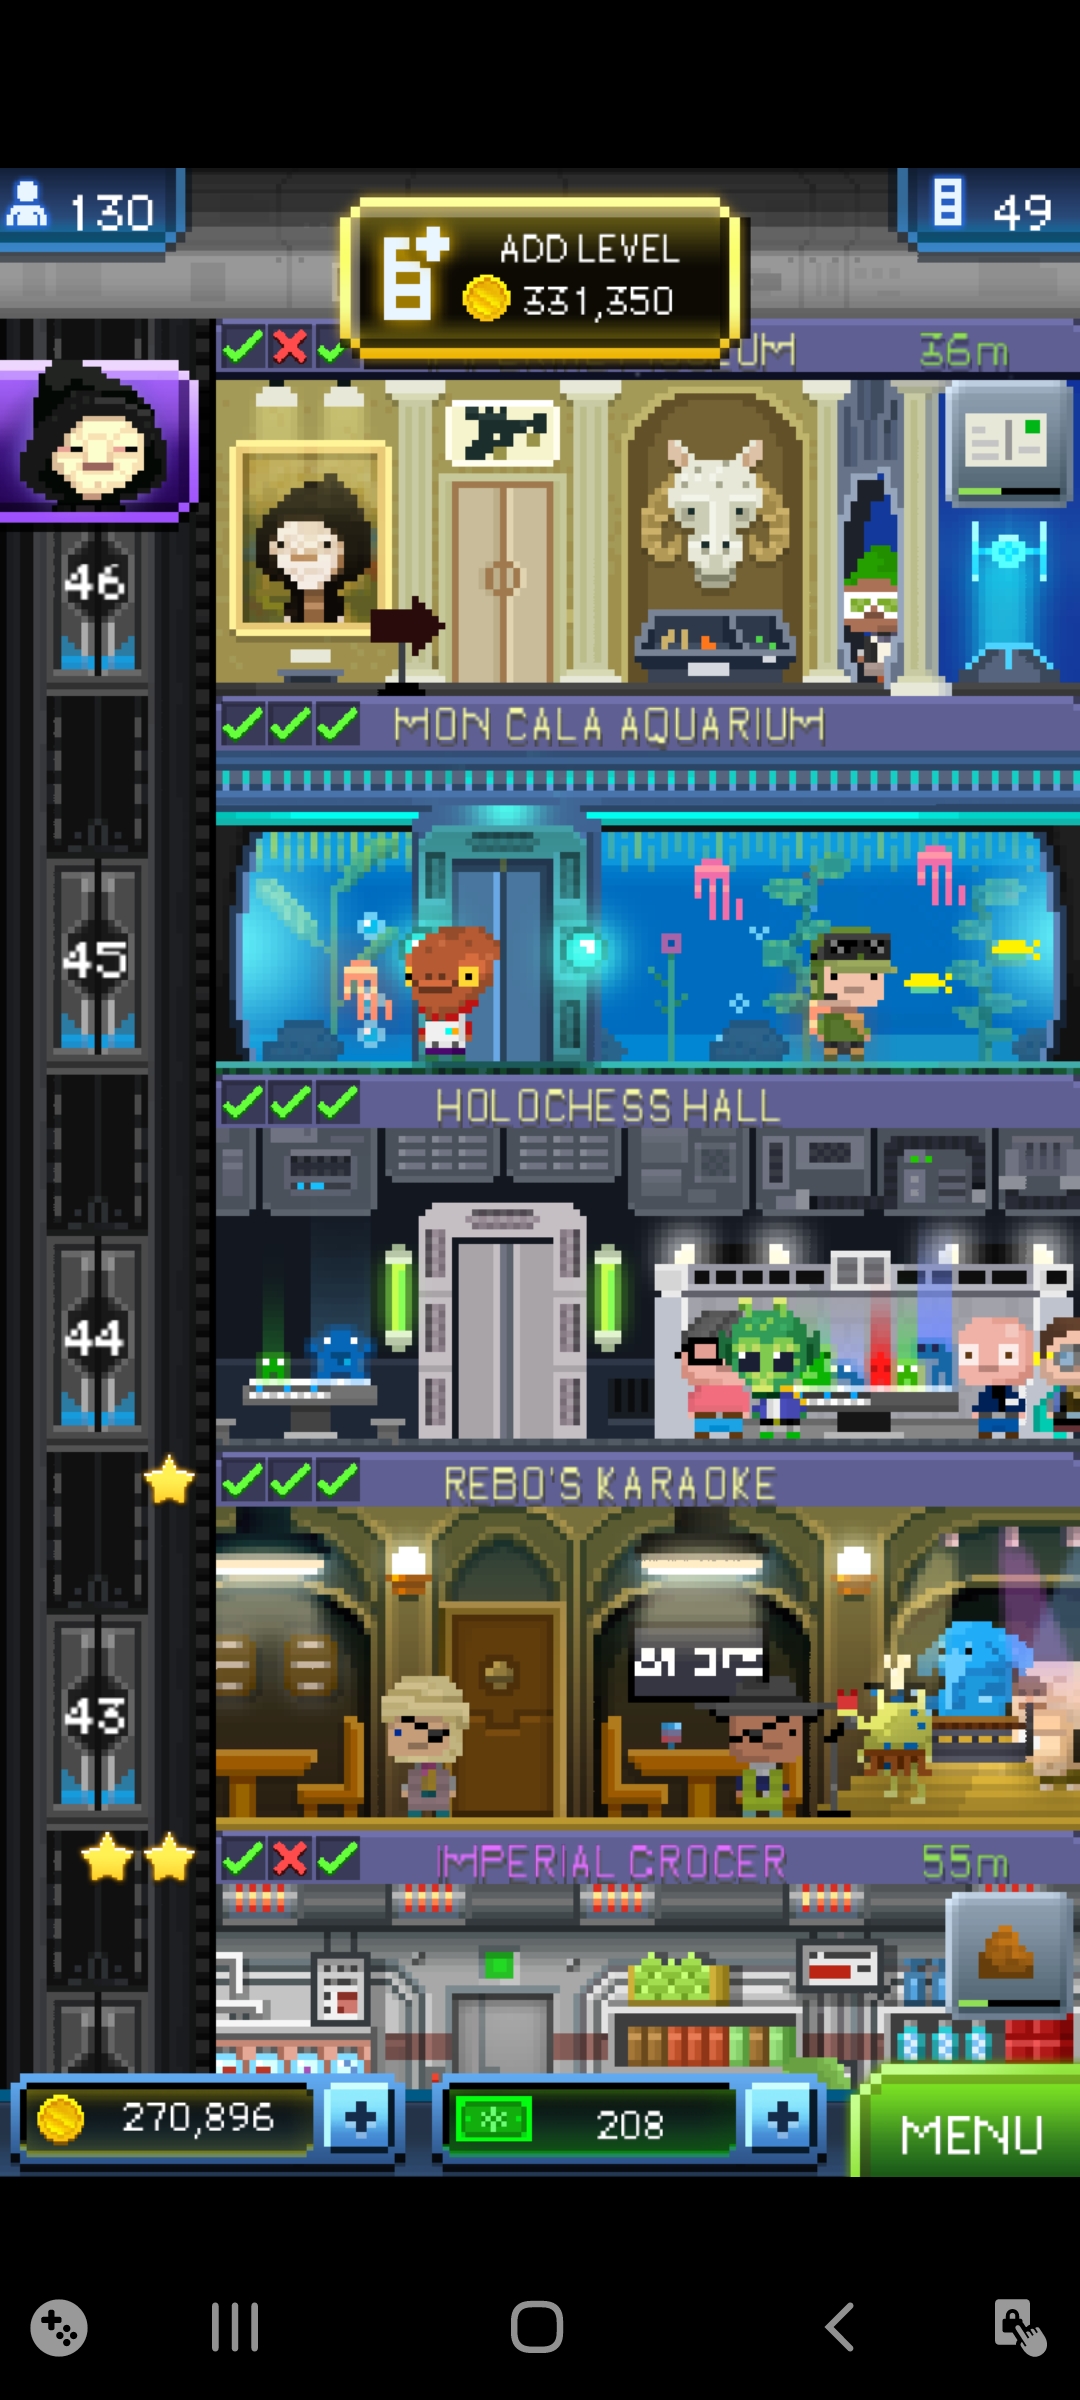 130
ADD LEVEL
331,350
49
UM 36m
46
MON CALA AQUARIUM
45
HOLOCHESS HALL
44
REBO'S KARAOKE
43
IMPERIAL GROCER 55m
270,896
208
MENU